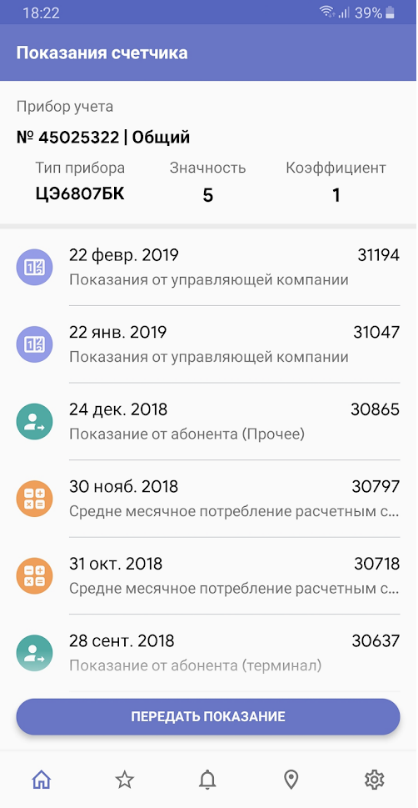 18:22 39%
Показания счетчика
Прибор учета
№ 45025322 | Общий
Тип прибора Значность Коэффициент
ЦЭ6807БК 5 1
22 февр. 2019 31194
Показания от управляющей компании
22 янв. 2019 31047
Показания от управляющей компании
24 дек. 2018 30865
Показание от абонента (Прочее)
30 нояб. 2018 30797
Средне месячное потребление расчетным с...
31 окт. 2018 30718
Средне месячное потребление расчетным с...
28 сент. 2018 30637
Показание от абонента (терминал)
ПЕРЕДАТЬ ПОКАЗАНИЕ